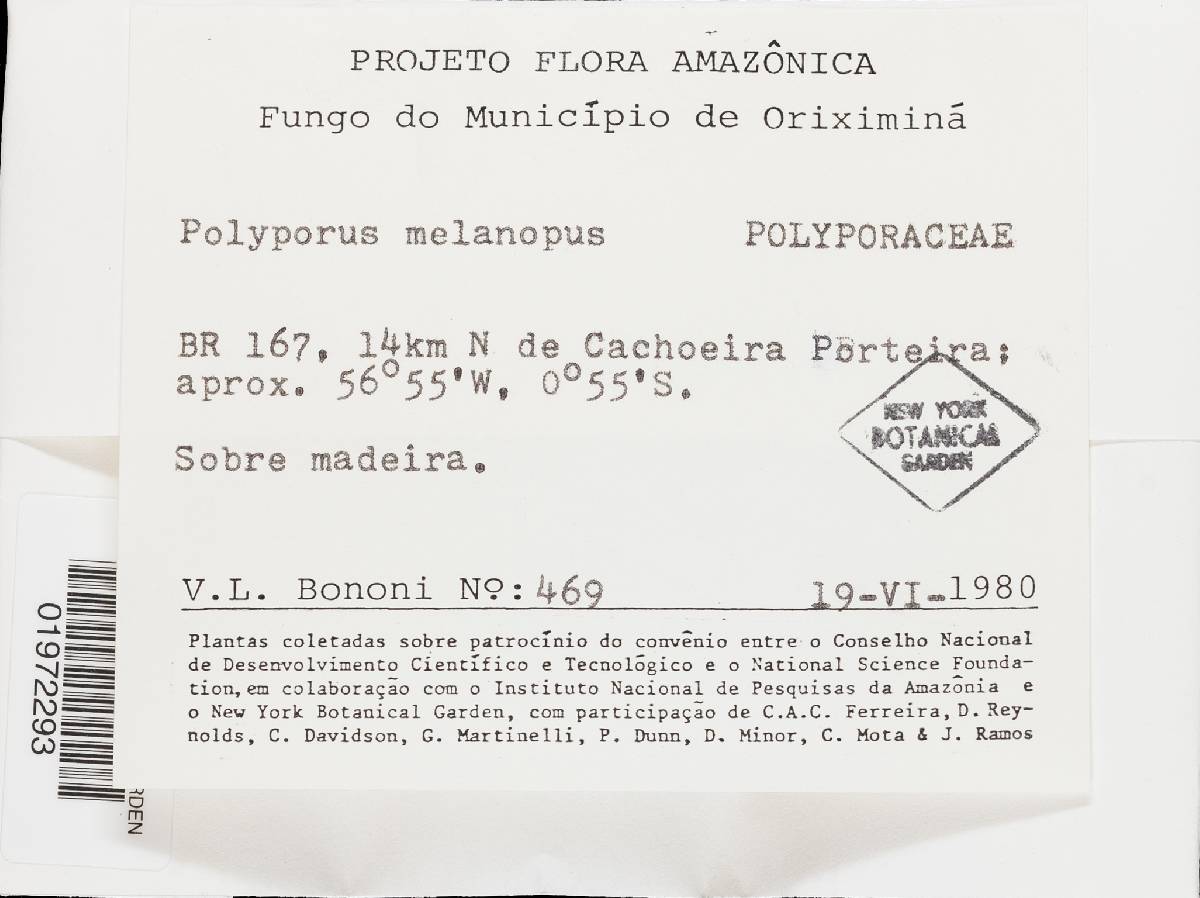 PROJETO FLORA AMAZÔNICA
Fungo do Município de Oriximiná
Polyporus melanopus POLYPORACEAE
BR 167, 14km N de Cachoeira Porteira;
aprox. 56°55'W, 0°55'S.
NEW YORK
BOTANICAL
GARDEN
Sobre madeira.
V.L. Bononi Nº: 469 19-VI-1980
Plantas coletadas sobre patrocínio do convênio entre o Conselho Nacional
de Desenvolvimento Científico e Tecnológico e o National Science Founda-
tion, em colaboração com o Instituto Nacional de Pesquisas da Amazônia e
o New York Botanical Garden, com participação de C.A.C. Ferreira, D. Rey-
nolds, C. Davidson, G. Martinelli, P. Dunn, D. Minor, C. Mota & J. Ramos
01972293
RDEN